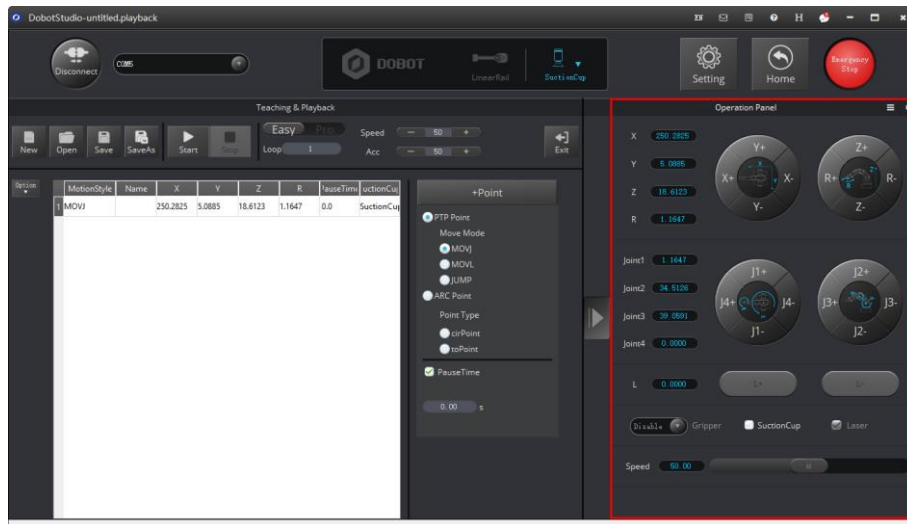 DobotStudio-untitled.playback
Disconnect
COM5
DOBOT
LinearRail
SuctionCup
Setting
Home
Emergency
Stop
Teaching & Playback
New
Open
Save
SaveAs
Start
Stop
Easy
Pro
Loop
1
Speed
- 50 +
Acc
- 50 +
Exit
Option
MotionStyle Name X Y Z R PauseTime uctionCup
1 MOVJ 250.2825 5.0885 18.6123 1.1647 0.0 SuctionCup
+Point
PTP Point
Move Mode
MOVJ
MOVL
JUMP
ARC Point
Point Type
cirPoint
toPoint
PauseTime
0.00 s
Operation Panel
X 250.2825
Y 5.0885
Z 18.6123
R 1.1647
Y+
X+
X-
Y-
Z+
R+
R-
Z-
Joint1 1.1647
Joint2 34.5126
Joint3 39.0591
Joint4 0.0000
J1+
J4+
J4-
J1-
J2+
J3+
J3-
J2-
L 0.0000
L+
L-
Disable Gripper
SuctionCup
Laser
Speed 50.00